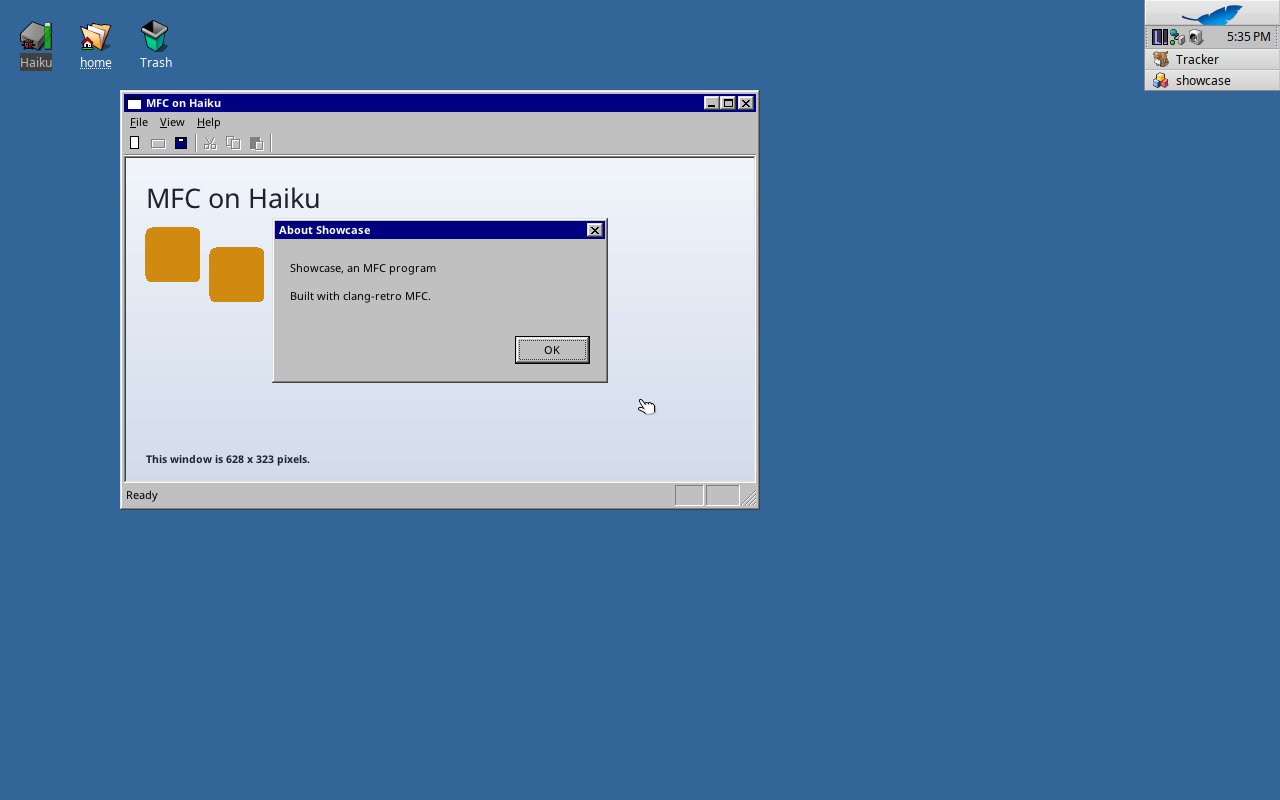 Haiku
home
Trash
5:35 PM
Tracker
showcase
MFC on Haiku
File View Help
MFC on Haiku
About Showcase
Showcase, an MFC program
Built with clang-retro MFC.
OK
This window is 628 x 323 pixels.
Ready